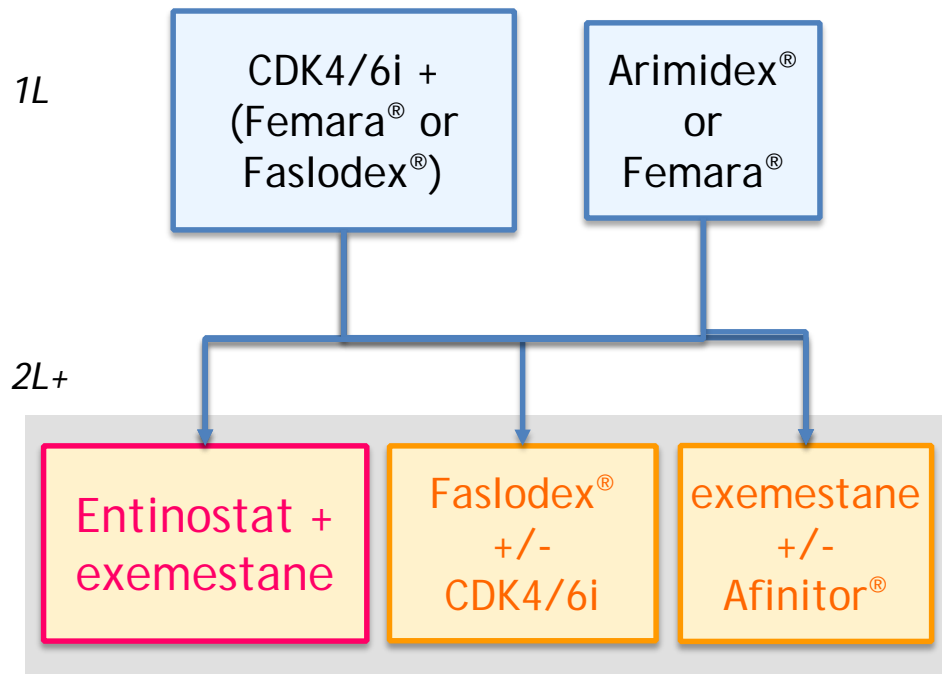 1L
CDK4/6i +
(Femara® or
Faslodex®)
Arimidex®
or
Femara®
2L+
Entinostat +
exemestane
Faslodex®
+/-
CDK4/6i
exemestane
+/-
Afinitor®